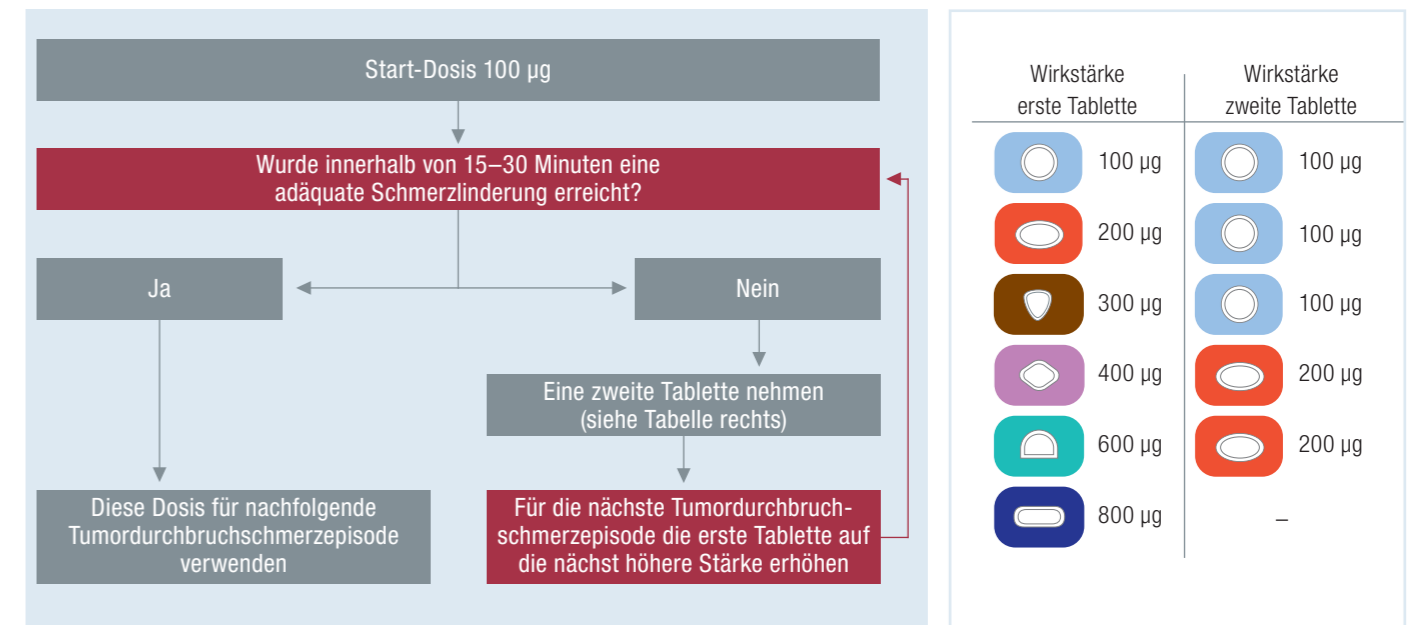 Start-Dosis 100 µg
Wurde innerhalb von 15–30 Minuten eine
adäquate Schmerzlinderung erreicht?
Ja
Nein
Eine zweite Tablette nehmen
(siehe Tabelle rechts)
Diese Dosis für nachfolgende
Tumordurchbruchschmerzepisode
verwenden
Für die nächste Tumordurchbruch-
schmerzepisode die erste Tablette auf
die nächst höhere Stärke erhöhen
Wirkstärke
erste Tablette
Wirkstärke
zweite Tablette
100 µg 100 µg
200 µg 100 µg
300 µg 100 µg
400 µg 200 µg
600 µg 200 µg
800 µg –